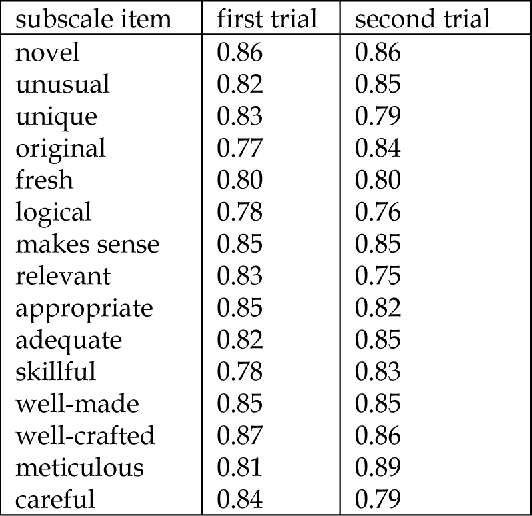 subscale item first trial second trial
novel 0.86 0.86
unusual 0.82 0.85
unique 0.83 0.79
original 0.77 0.84
fresh 0.80 0.80
logical 0.78 0.76
makes sense 0.85 0.85
relevant 0.83 0.75
appropriate 0.85 0.82
adequate 0.82 0.85
skillful 0.78 0.83
well-made 0.85 0.85
well-crafted 0.87 0.86
meticulous 0.81 0.89
careful 0.84 0.79